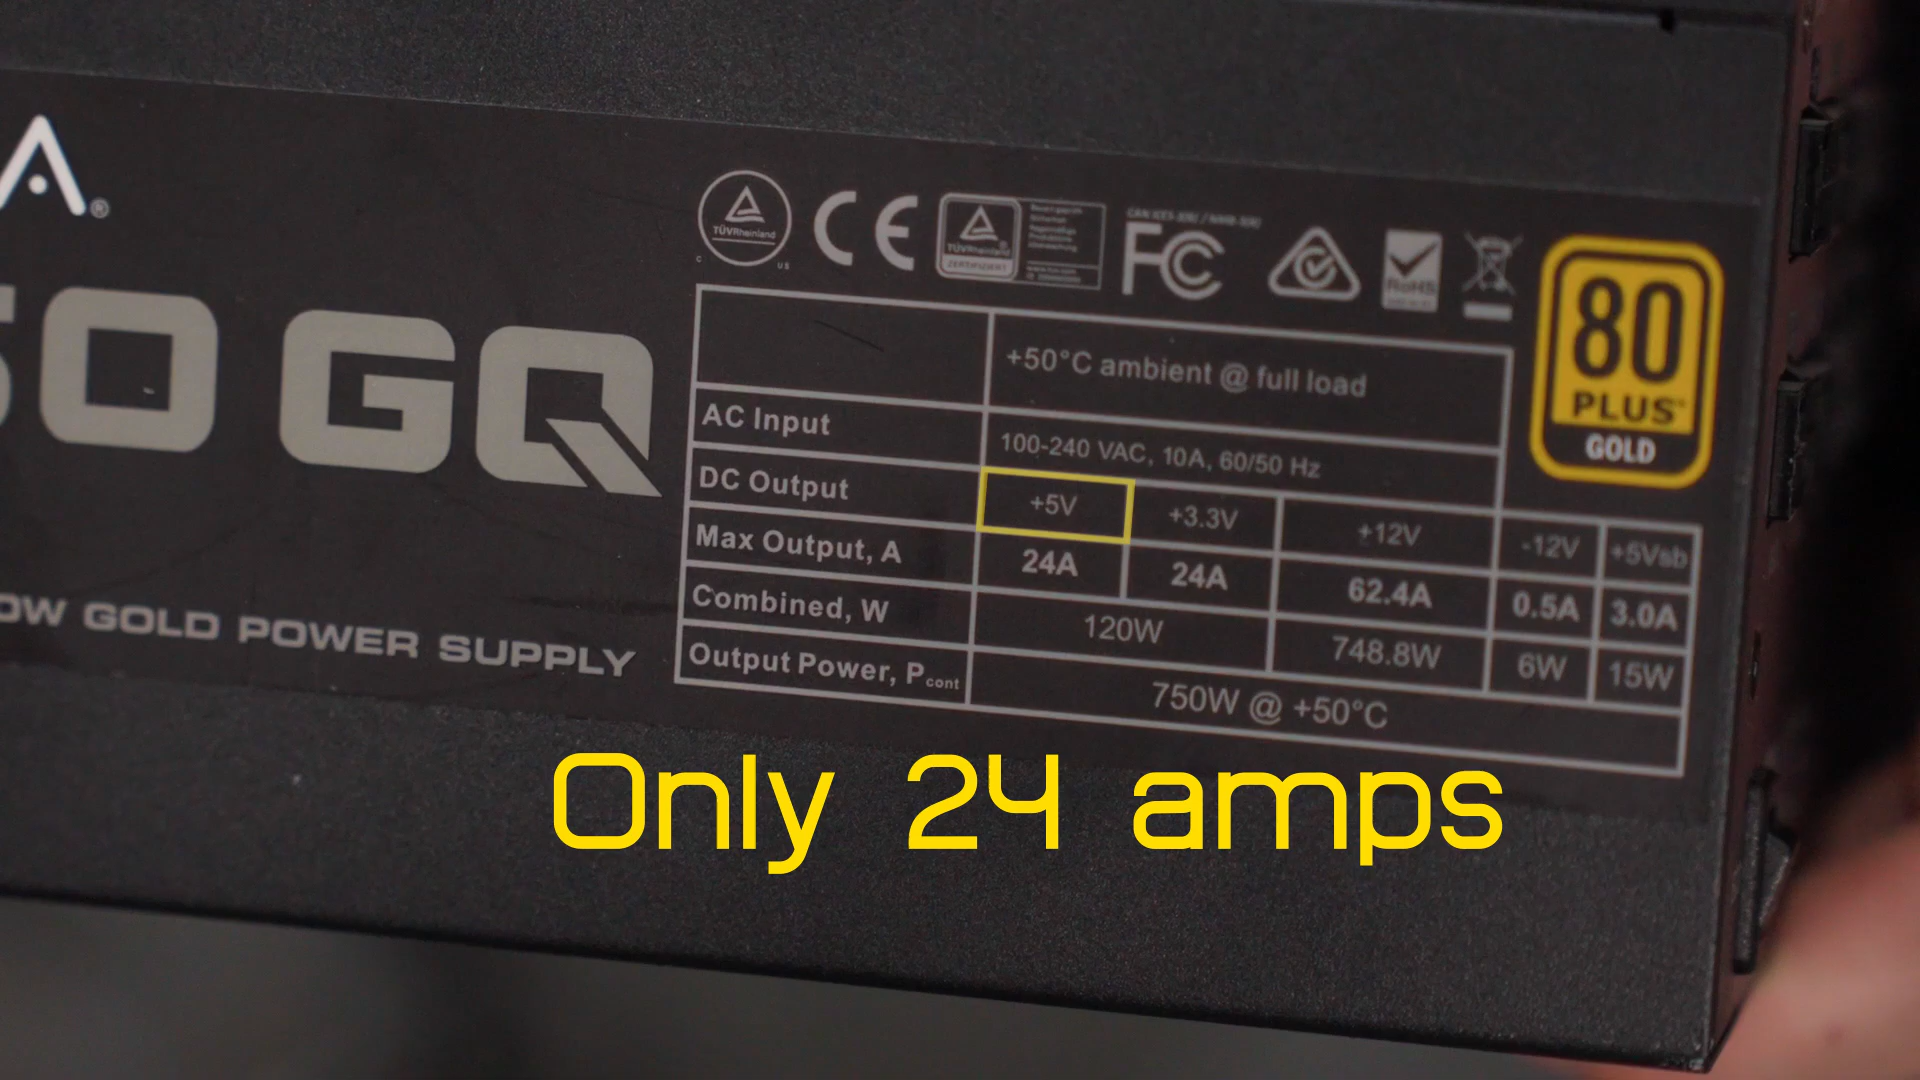 ®
TÜVRheinland
C US
CE
TÜVRheinland®
ZERTIFIZIERT
FC
RoHS
80
PLUS®
GOLD
50 GQ
GOLD POWER SUPPLY
+50°C ambient @ full load
AC Input 100-240 VAC, 10A, 60/50 Hz
DC Output +5V +3.3V +12V -12V +5Vsb
Max Output, A 24A 24A 62.4A 0.5A 3.0A
Combined, W 120W 748.8W 6W 15W
Output Power, Pcont 750W @ +50°C
Only 24 amps